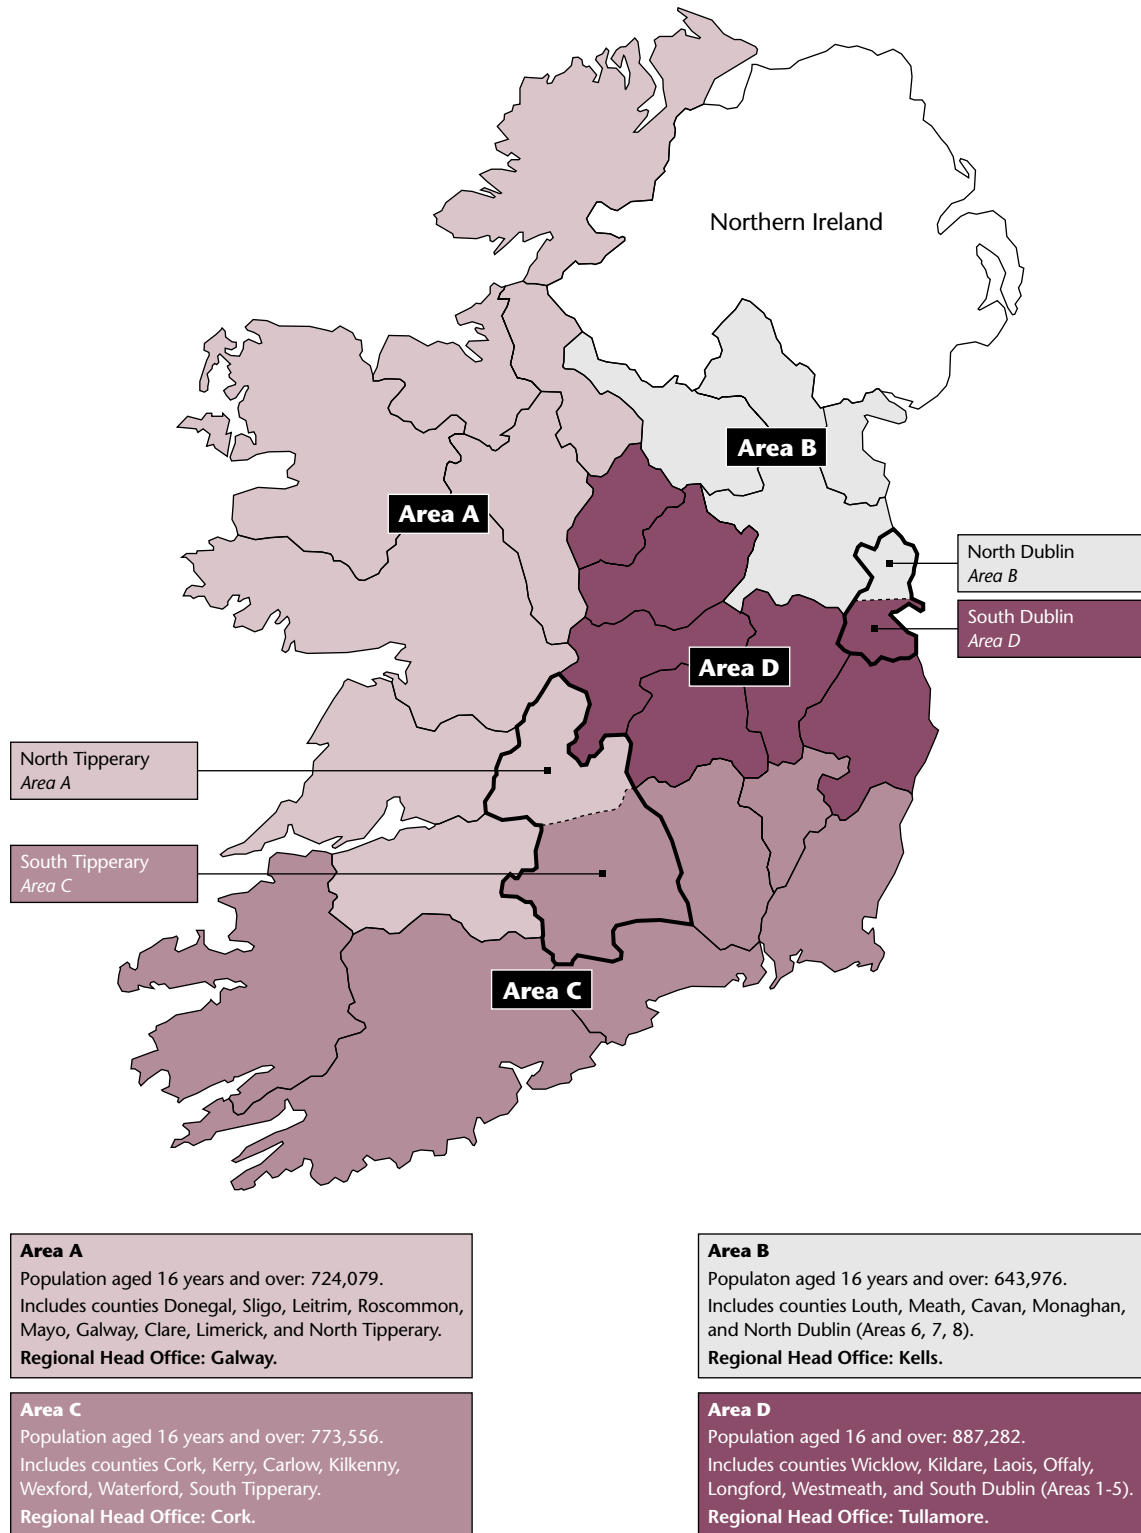 Northern Ireland
Area B
Area A
North Dublin
Area B
South Dublin
Area D
Area D
North Tipperary
Area A
South Tipperary
Area C
Area C
Area A
Population aged 16 years and over: 724,079.
Includes counties Donegal, Sligo, Leitrim, Roscommon,
Mayo, Galway, Clare, Limerick, and North Tipperary.
Regional Head Office: Galway.
Area B
Populaton aged 16 years and over: 643,976.
Includes counties Louth, Meath, Cavan, Monaghan,
and North Dublin (Areas 6, 7, 8).
Regional Head Office: Kells.
Area C
Population aged 16 years and over: 773,556.
Includes counties Cork, Kerry, Carlow, Kilkenny,
Wexford, Waterford, South Tipperary.
Regional Head Office: Cork.
Area D
Population aged 16 and over: 887,282.
Includes counties Wicklow, Kildare, Laois, Offaly,
Longford, Westmeath, and South Dublin (Areas 1-5).
Regional Head Office: Tullamore.